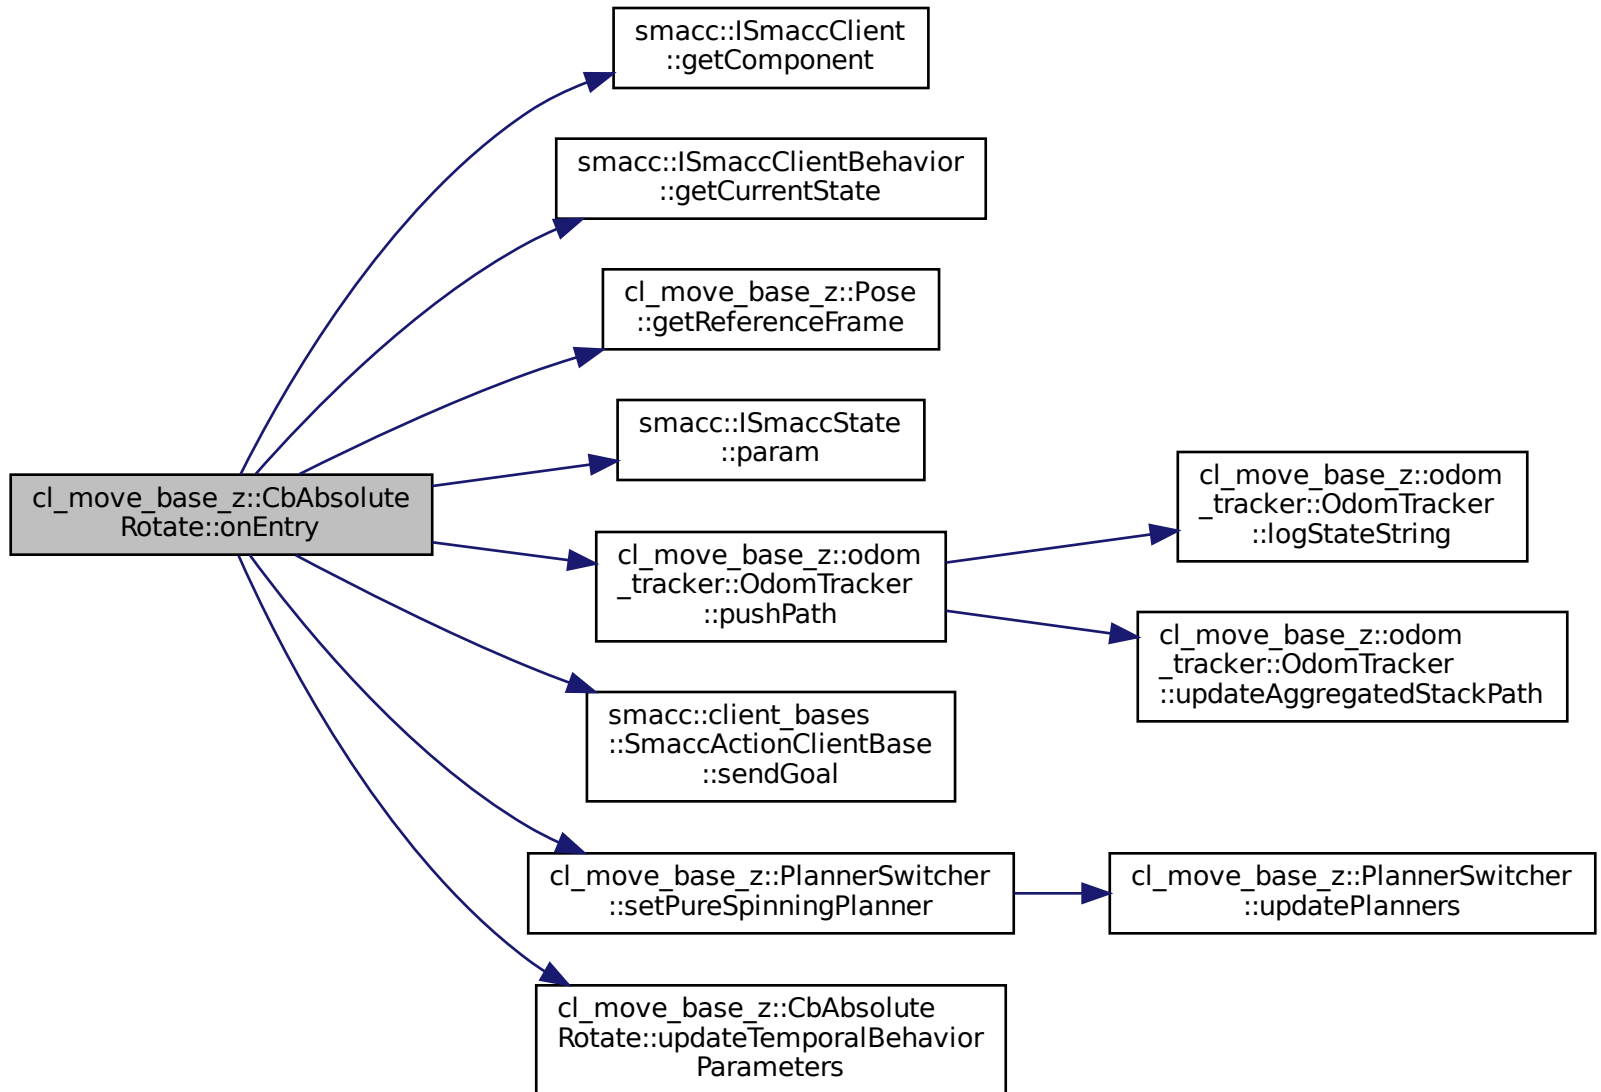 smacc::ISmaccClient
::getComponent
smacc::ISmaccClientBehavior
::getCurrentState
cl_move_base_z::Pose
::getReferenceFrame
smacc::ISmaccState
::param
cl_move_base_z::CbAbsolute
Rotate::onEntry
cl_move_base_z::odom
_tracker::OdomTracker
::pushPath
cl_move_base_z::odom
_tracker::OdomTracker
::logStateString
cl_move_base_z::odom
_tracker::OdomTracker
::updateAggregatedStackPath
smacc::client_bases
::SmaccActionClientBase
::sendGoal
cl_move_base_z::PlannerSwitcher
::setPureSpinningPlanner
cl_move_base_z::PlannerSwitcher
::updatePlanners
cl_move_base_z::CbAbsolute
Rotate::updateTemporalBehavior
Parameters